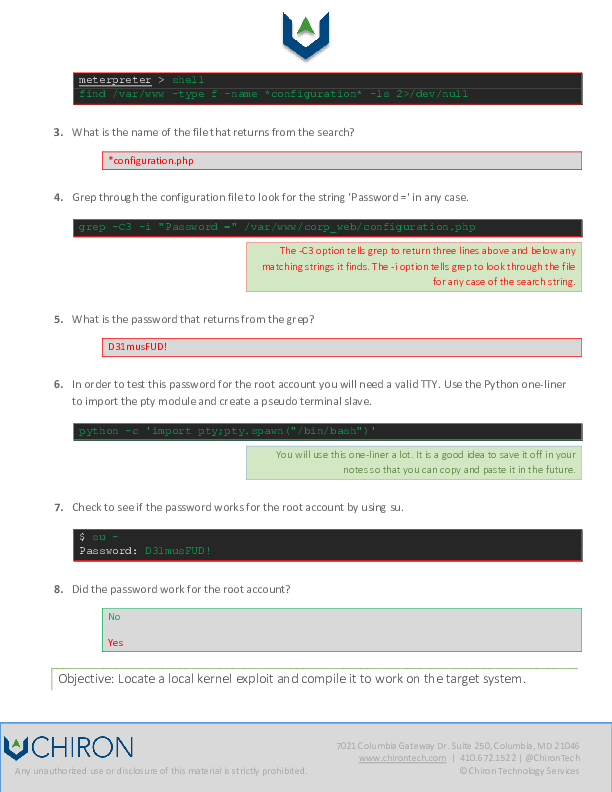 meterpreter > shell
find /var/www -type f -name *configuration* -ls 2>/dev/null
3. What is the name of the file that returns from the search?
*configuration.php
4. Grep through the configuration file to look for the string 'Password =' in any case.
grep -C3 -i "Password =" /var/www/corp_web/configuration.php
The -C3 option tells grep to return three lines above and below any
matching strings it finds. The -i option tells grep to look through the file
for any case of the search string.
5. What is the password that returns from the grep?
D31musFUD!
6. In order to test this password for the root account you will need a valid TTY. Use the Python one-liner
to import the pty module and create a pseudo terminal slave.
python -c 'import pty;pty.spawn("/bin/bash")'
You will use this one-liner a lot. It is a good idea to save it off in your
notes so that you can copy and paste it in the future.
7. Check to see if the password works for the root account by using su.
$ su -
Password: D31musFUD!
8. Did the password work for the root account?
No
Yes
Objective: Locate a local kernel exploit and compile it to work on the target system.
CHIRON
7021 Columbia Gateway Dr. Suite 250, Columbia, MD 21046
www.chirontech.com | 410.672.1522 | @ChironTech
Any unauthorized use or disclosure of this material is strictly prohibited.
© Chiron Technology Services